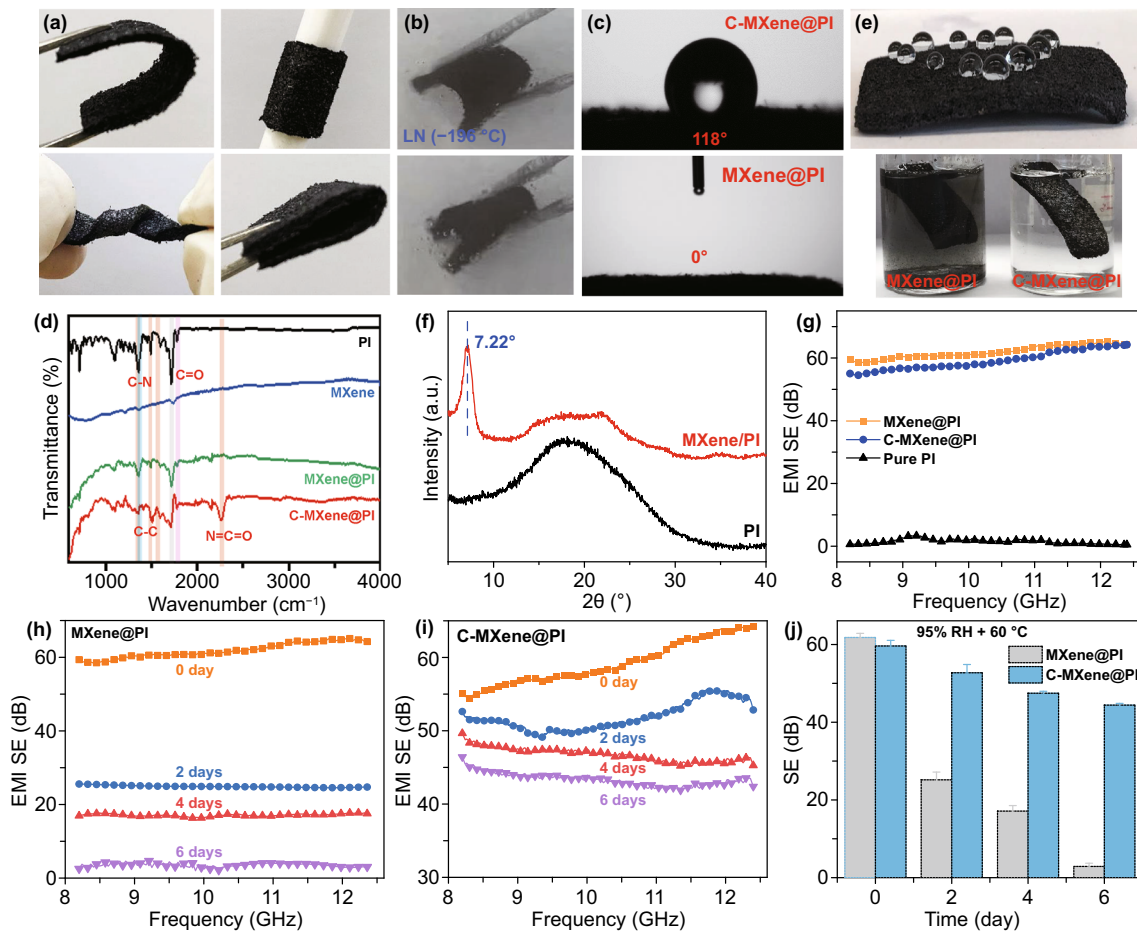 (a)
(b)
LN (−196 °C)
(c)
C-MXene@PI
118°
MXene@PI
0°
(e)
MXene@PI
C-MXene@PI
(d)
PI
C-N
C=O
MXene
MXene@PI
C-MXene@PI
C-C
N=C=O
Transmittance (%)
1000 2000 3000 4000
Wavenumber (cm⁻¹)
(f)
7.22°
MXene/PI
PI
Intensity (a.u.)
10 20 30 40
2θ (°)
(g)
60
40
20
0
EMI SE (dB)
MXene@PI
C-MXene@PI
Pure PI
9 10 11 12
Frequency (GHz)
(h)
MXene@PI
60
40
20
0
EMI SE (dB)
0 day
2 days
4 days
6 days
8 9 10 11 12
Frequency (GHz)
(i)
C-MXene@PI
60
50
40
30
EMI SE (dB)
0 day
2 days
4 days
6 days
8 9 10 11 12
Frequency (GHz)
(j)
95% RH + 60 °C
MXene@PI
C-MXene@PI
60
40
20
0
SE (dB)
0 2 4 6
Time (day)